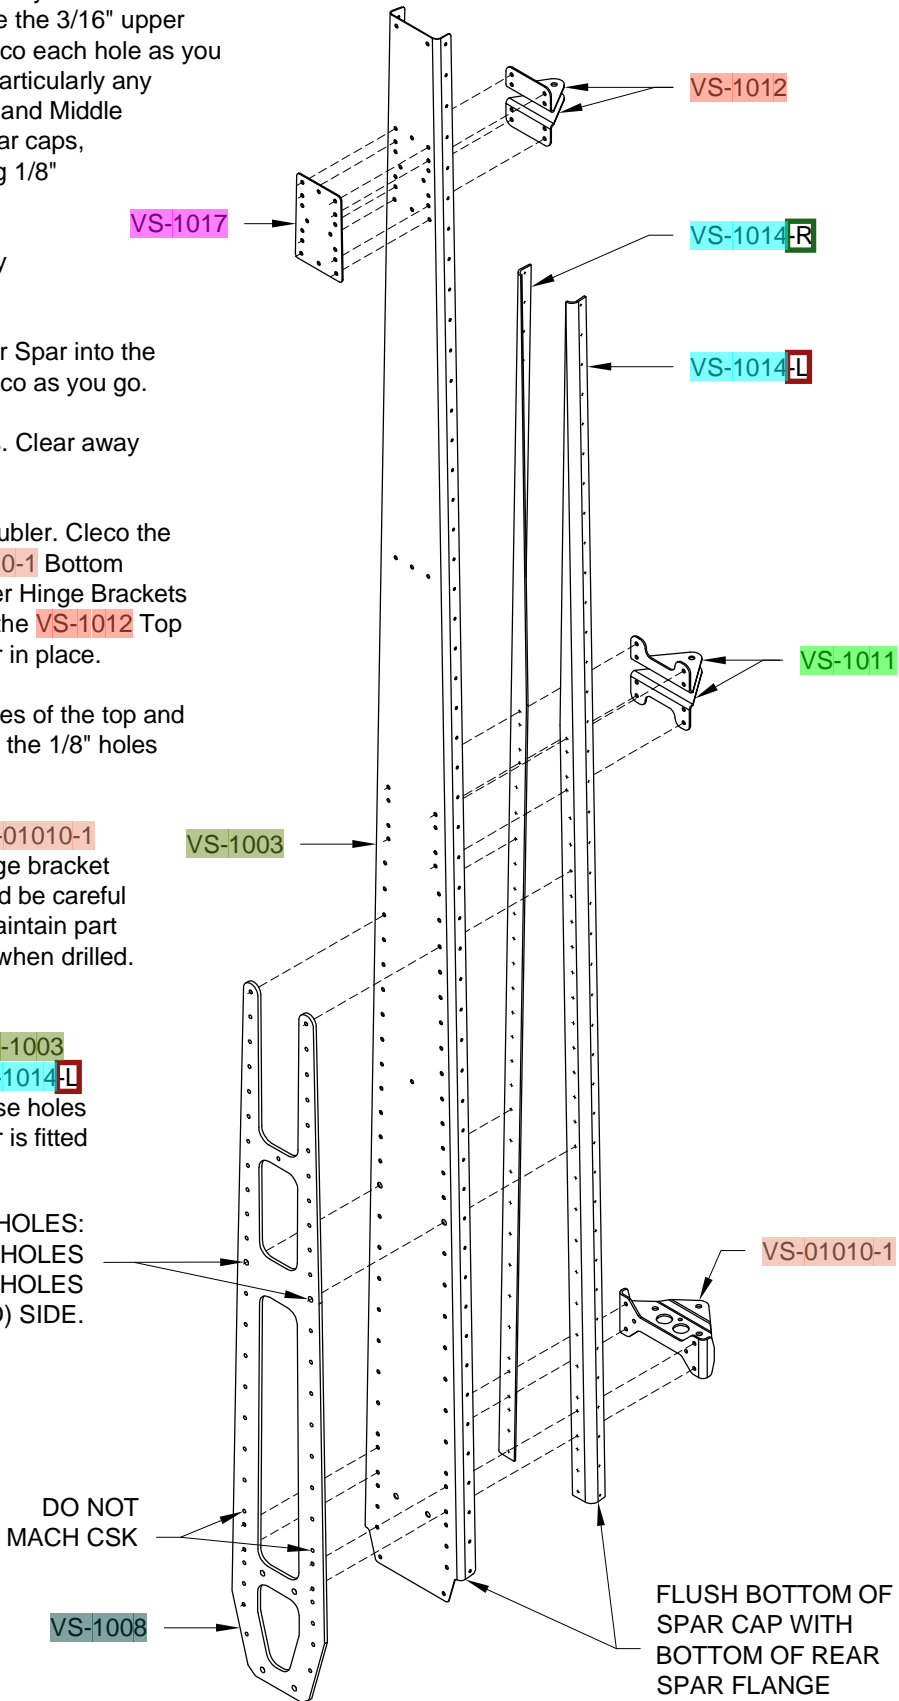 e the 3/16" upper
co each hole as you
articularly any
and Middle
ar caps,
g 1/8"
VS-1012
VS-1017
VS-1014-R
y
r Spar into the
co as you go.
VS-1014-L
. Clear away
ubler. Cleco the
0-1 Bottom
er Hinge Brackets
the VS-1012 Top
r in place.
VS-1011
es of the top and
the 1/8" holes
-01010-1
ge bracket
d be careful
aintain part
when drilled.
VS-1003
-1003
-1014-L
se holes
r is fitted
HOLES:
HOLES
HOLES
) SIDE.
VS-01010-1
DO NOT
MACH CSK
VS-1008
FLUSH BOTTOM OF
SPAR CAP WITH
BOTTOM OF REAR
SPAR FLANGE